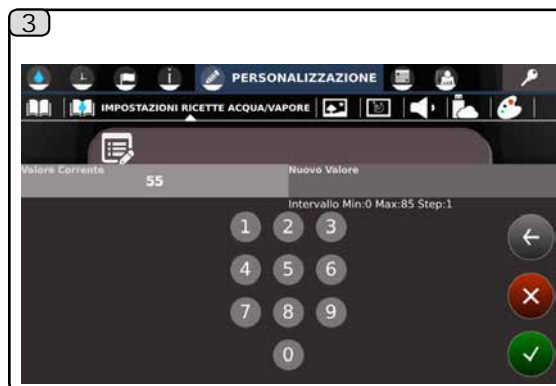 3
PERSONALIZZAZIONE
IMPOSTAZIONI RICETTE ACQUA/VAPORE
Valore Corrente
55
Nuovo Valore
Intervallo Min:0 Max:85 Step:1
1 2 3
4 5 6
7 8 9
0